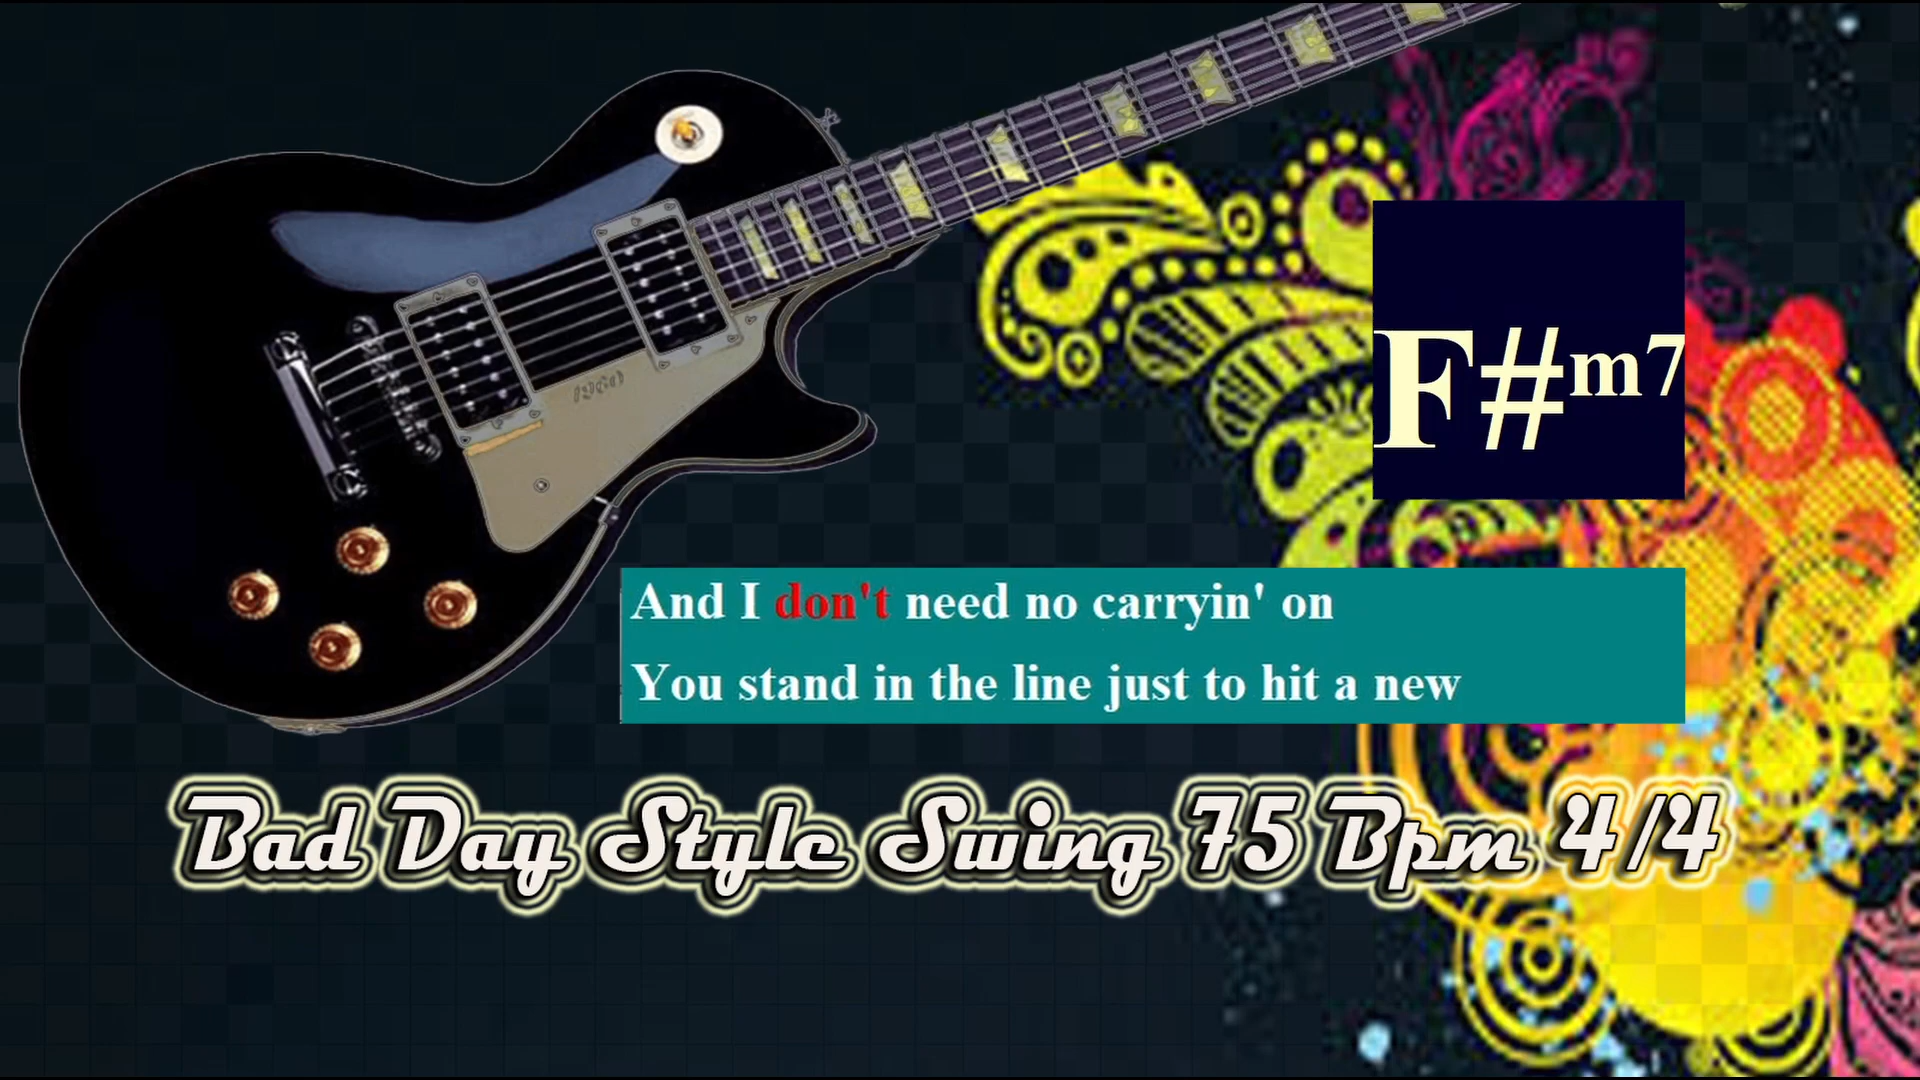 1960
F#m7
And I don't need no carryin' on
You stand in the line just to hit a new
Bad Day Style Swing 75 Bpm 4/4